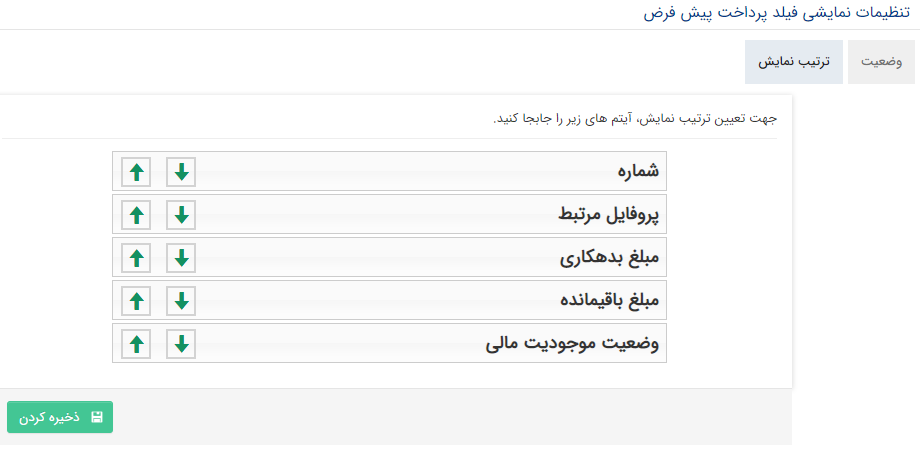 تنظیمات نمایشی فیلد پرداخت پیش فرض
وضعیت
ترتیب نمایش
جهت تعیین ترتیب نمایش، آیتم های زیر را جابجا کنید.
شماره
پروفایل مرتبط
مبلغ بدهکاری
مبلغ باقیمانده
وضعیت موجودیت مالی
ذخیره کردن